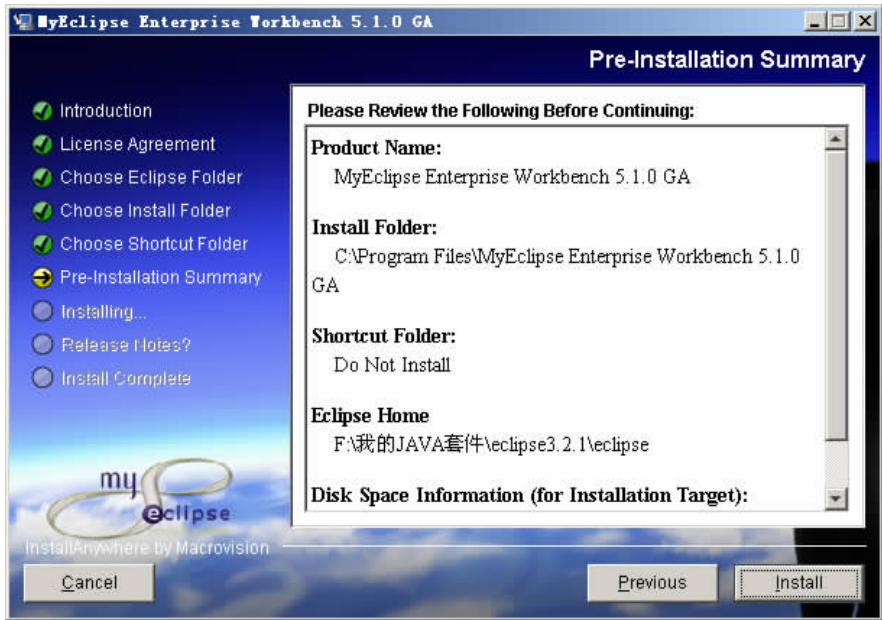 MyEclipse Enterprise Workbench 5.1.0 GA
Pre-Installation Summary
Introduction
License Agreement
Choose Eclipse Folder
Choose Install Folder
Choose Shortcut Folder
Pre-Installation Summary
Installing...
Release Notes?
Install Complete
my
eclipse
InstallAnywhere by Macrovision
Please Review the Following Before Continuing:
Product Name:
MyEclipse Enterprise Workbench 5.1.0 GA
Install Folder:
C:\Program Files\MyEclipse Enterprise Workbench 5.1.0
GA
Shortcut Folder:
Do Not Install
Eclipse Home
F:\我的JAVA套件\eclipse3.2.1\eclipse
Disk Space Information (for Installation Target):
Cancel
Previous
Install